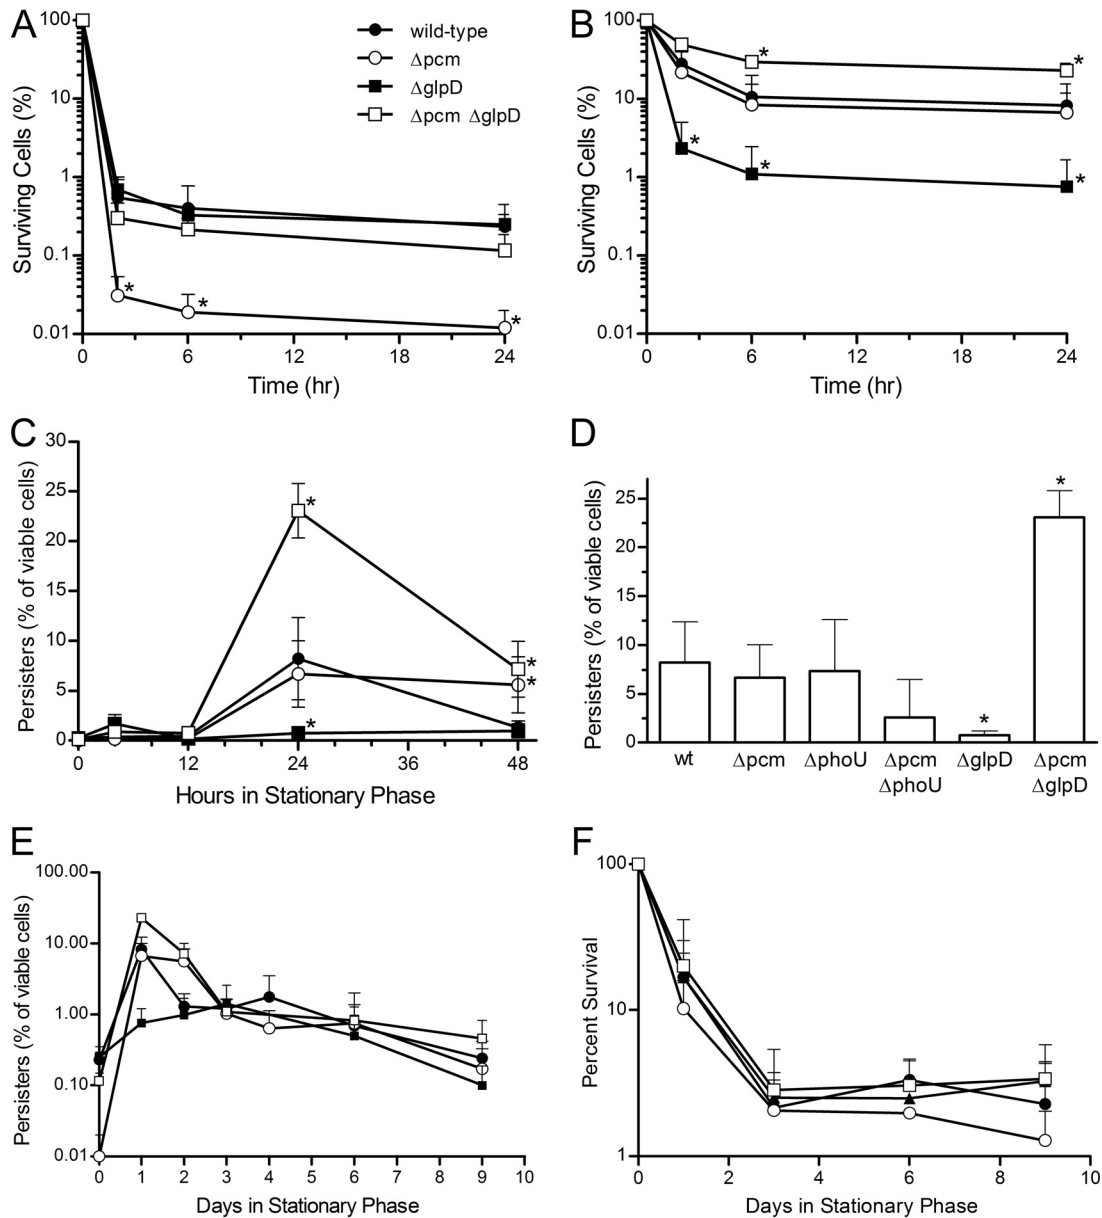 A
Surviving Cells (%)
100
10
1
0.1
0.01
0
6
12
18
24
Time (hr)
wild-type
Δpcm
ΔglpD
Δpcm ΔglpD
*
*
*
B
Surviving Cells (%)
100
10
1
0.1
0.01
0
6
12
18
24
Time (hr)
*
*
*
*
*
C
Persisters (% of viable cells)
30
25
20
15
10
5
0
0
12
24
36
48
Hours in Stationary Phase
*
*
*
*
D
Persisters (% of viable cells)
25
20
15
10
5
0
*
*
wt
Δpcm
ΔphoU
Δpcm
ΔphoU
ΔglpD
Δpcm
ΔglpD
E
Persisters (% of viable cells)
100.00
10.00
1.00
0.10
0.01
0
1
2
3
4
5
6
7
8
9
10
Days in Stationary Phase
F
Percent Survival
100
10
1
0
2
4
6
8
10
Days in Stationary Phase